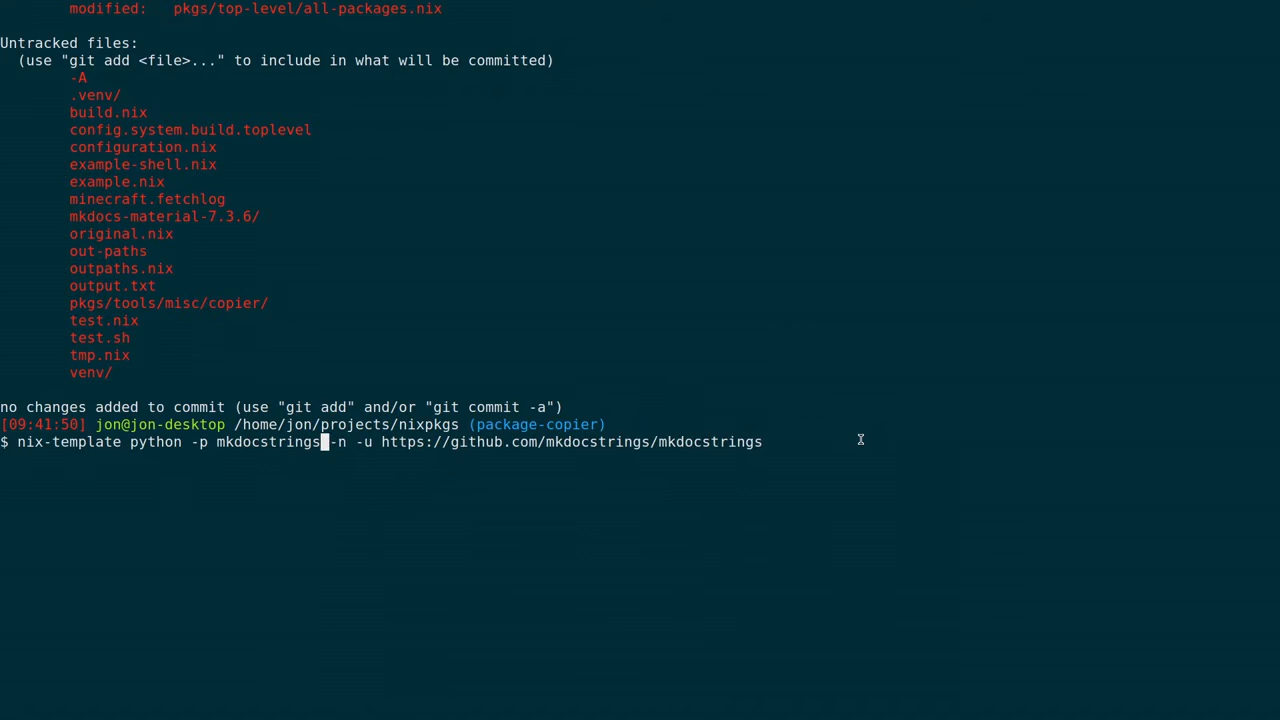 modified:   pkgs/top-level/all-packages.nix
Untracked files:
(use "git add <file>..." to include in what will be committed)
-A
.venv/
build.nix
config.system.build.toplevel
configuration.nix
example-shell.nix
example.nix
minecraft.fetchlog
mkdocs-material-7.3.6/
original.nix
out-paths
outpaths.nix
output.txt
pkgs/tools/misc/copier/
test.nix
test.sh
tmp.nix
venv/
no changes added to commit (use "git add" and/or "git commit -a")
[09:41:50] jon@jon-desktop /home/jon/projects/nixpkgs (package-copier)
$ nix-template python -p mkdocstrings -n -u https://github.com/mkdocstrings/mkdocstrings